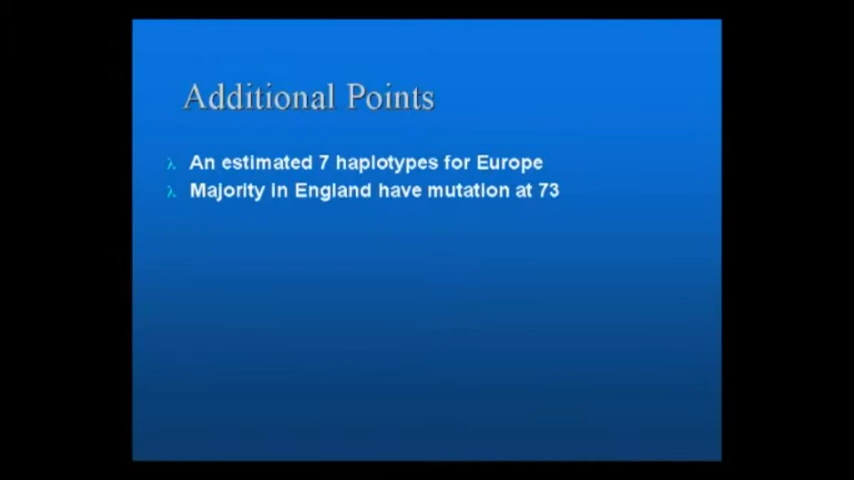 Additional Points
λ An estimated 7 haplotypes for Europe
λ Majority in England have mutation at 73